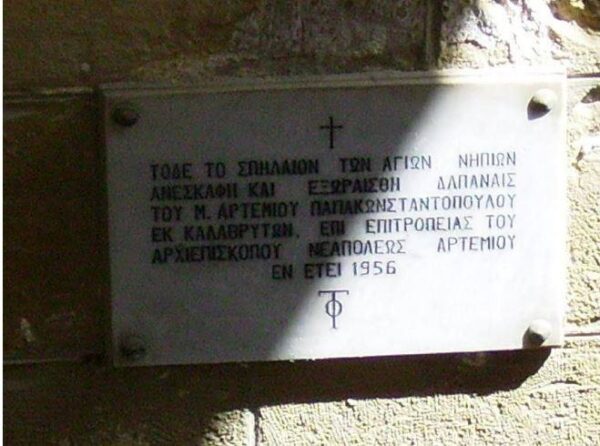 ΤΟΔΕ ΤΟ ΣΠΗΛΑΙΟΝ ΤΩΝ ΑΓΙΩΝ ΝΗΠΙΩΝ
ΑΝΕΣΚΑΦΗ ΚΑΙ ΕΞΩΡΑΙΣΘΗ ΔΑΠΑΝΑΙΣ
ΤΟΥ Μ. ΑΡΤΕΜΙΟΥ ΠΑΠΑΚΩΝΣΤΑΝΤΟΠΟΥΛΟΥ
ΕΚ ΚΑΛΑΒΡΥΤΩΝ, ΕΠΙ ΕΠΙΤΡΟΠΕΙΑΣ ΤΟΥ
ΑΡΧΙΕΠΙΣΚΟΠΟΥ ΝΕΑΠΟΛΕΩΣ ΑΡΤΕΜΙΟΥ
ΕΝ ΕΤΕΙ 1956